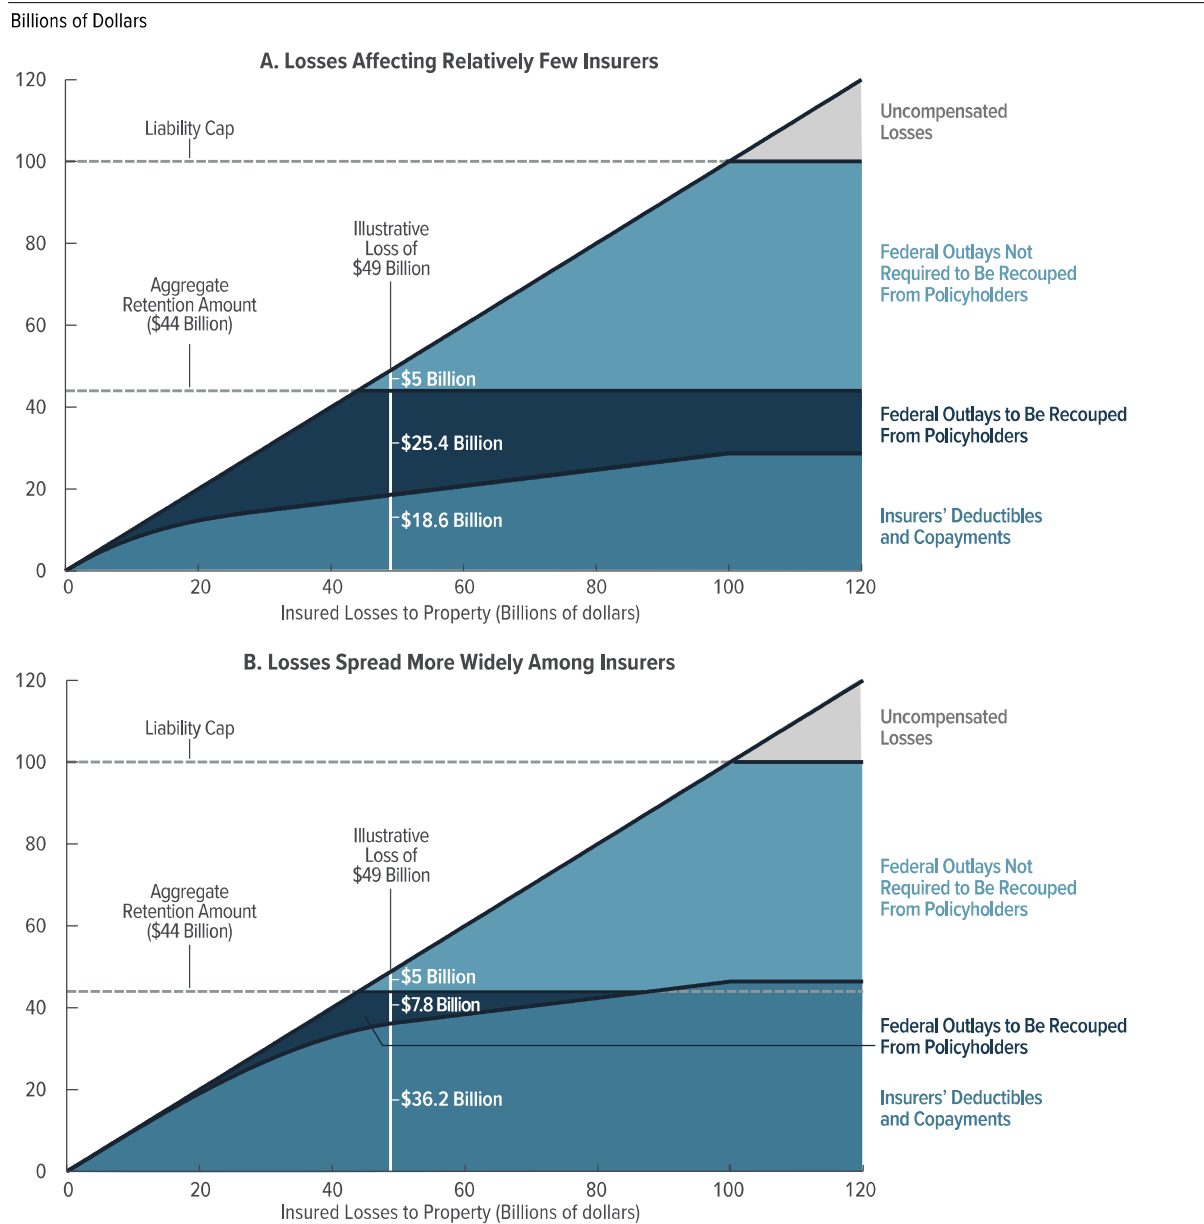 Billions of Dollars
A. Losses Affecting Relatively Few Insurers
120
100
80
60
40
20
0
Liability Cap
Uncompensated
Losses
Illustrative
Loss of
$49 Billion
Federal Outlays Not
Required to Be Recouped
From Policyholders
Aggregate
Retention Amount
($44 Billion)
$5 Billion
Federal Outlays to Be Recouped
From Policyholders
$25.4 Billion
$18.6 Billion
Insurers’ Deductibles
and Copayments
0 20 40 60 80 100 120
Insured Losses to Property (Billions of dollars)
B. Losses Spread More Widely Among Insurers
120
100
80
60
40
20
0
Liability Cap
Uncompensated
Losses
Illustrative
Loss of
$49 Billion
Federal Outlays Not
Required to Be Recouped
From Policyholders
Aggregate
Retention Amount
($44 Billion)
$5 Billion
$7.8 Billion
Federal Outlays to Be Recouped
From Policyholders
$36.2 Billion
Insurers’ Deductibles
and Copayments
0 20 40 60 80 100 120
Insured Losses to Property (Billions of dollars)